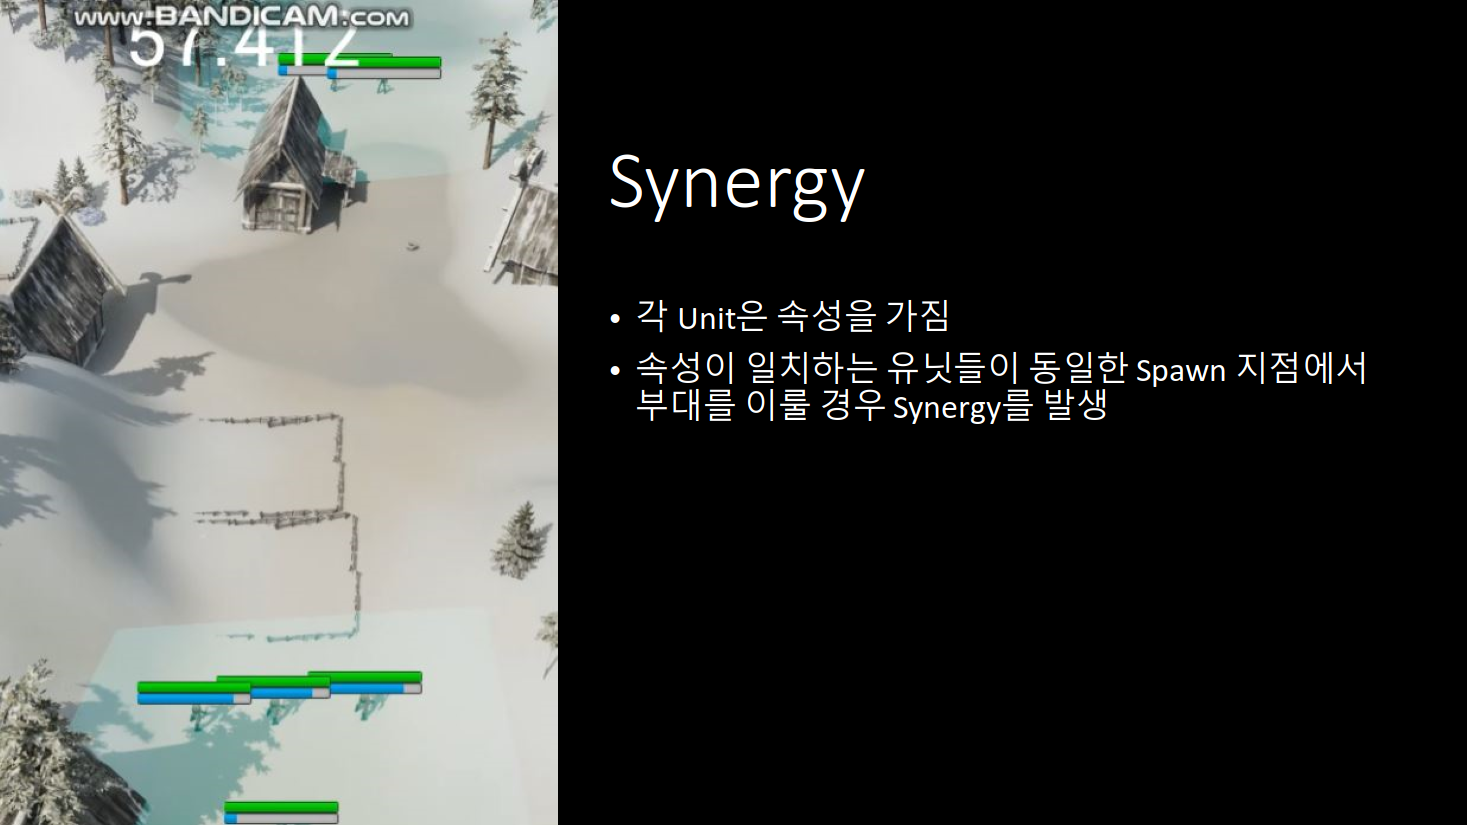 www.BANDICAM.com
57.412
Synergy
• 각 Unit은 속성을 가짐
• 속성이 일치하는 유닛들이 동일한 Spawn 지점에서
부대를 이룰 경우 Synergy를 발생